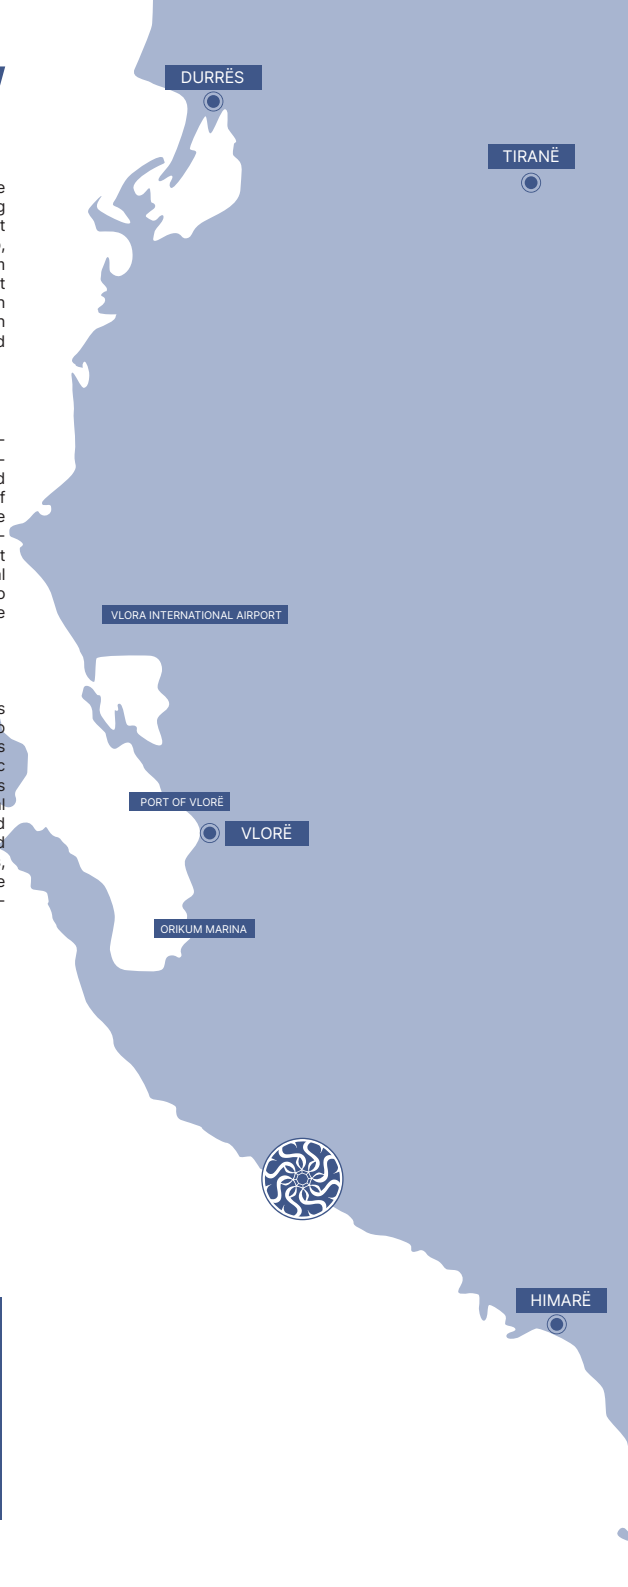 DURRËS
TIRANË
VLORA INTERNATIONAL AIRPORT
PORT OF VLORË
VLORË
ORIKUM MARINA
HIMARË